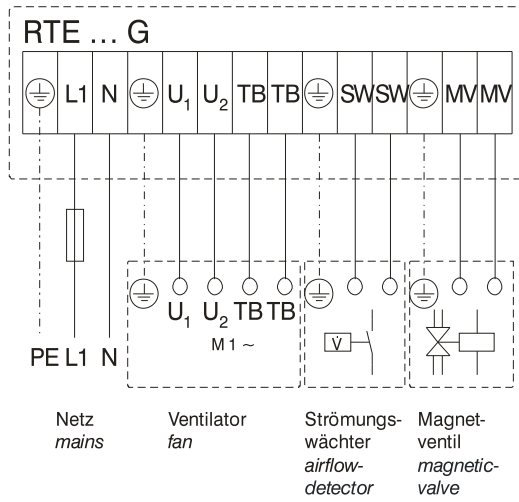 RTE ... G
L1 N U1 U2 TB TB SW SW MV MV
U1 U2 TB TB
M 1 ~
V̇
PE L1 N
Netz
mains
Ventilator
fan
Strömungs-
wächter
airflow-
detector
Magnet-
ventil
magnetic-
valve